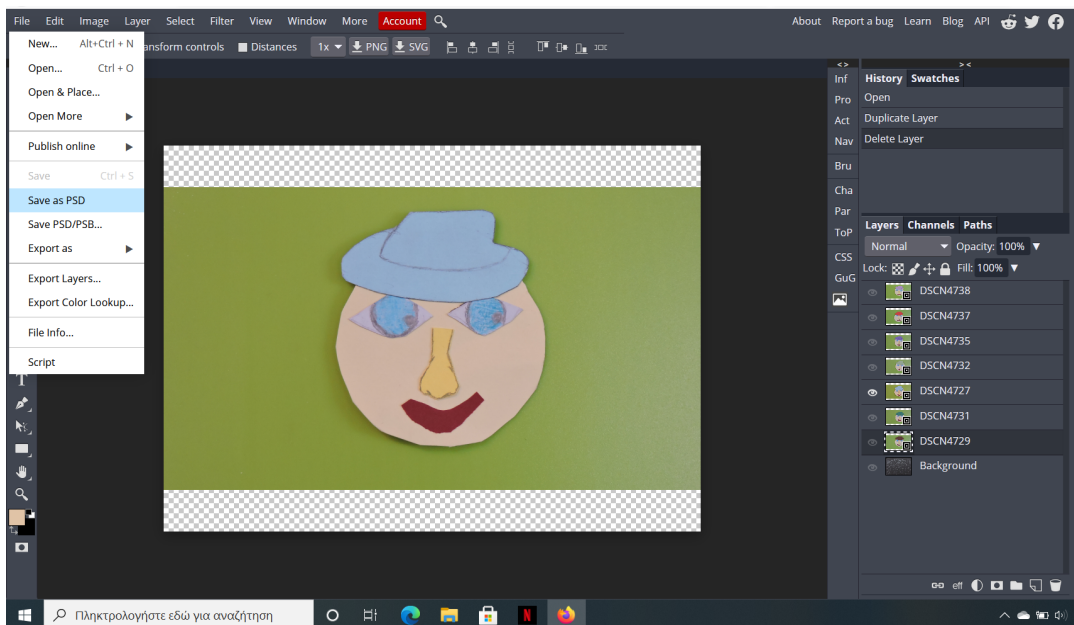 File Edit Image Layer Select Filter View Window More Account About Report a bug Learn Blog API
New... Alt+Ctrl + N
ansform controls Distances 1x PNG SVG
Open... Ctrl + O
Open & Place...
Open More
Publish online
Save Ctrl + S
Save as PSD
Save PSD/PSB...
Export as
Export Layers...
Export Color Lookup...
File Info...
Script
< >
Inf
Pro
Act
Nav
Bru
Cha
Par
ToP
CSS
GuG
> <
History Swatches
Open
Duplicate Layer
Delete Layer
Layers Channels Paths
Normal Opacity: 100%
Lock: Fill: 100%
DSCN4738
DSCN4737
DSCN4735
DSCN4732
DSCN4727
DSCN4731
DSCN4729
Background
eff
Πληκτρολογήστε εδώ για αναζήτηση